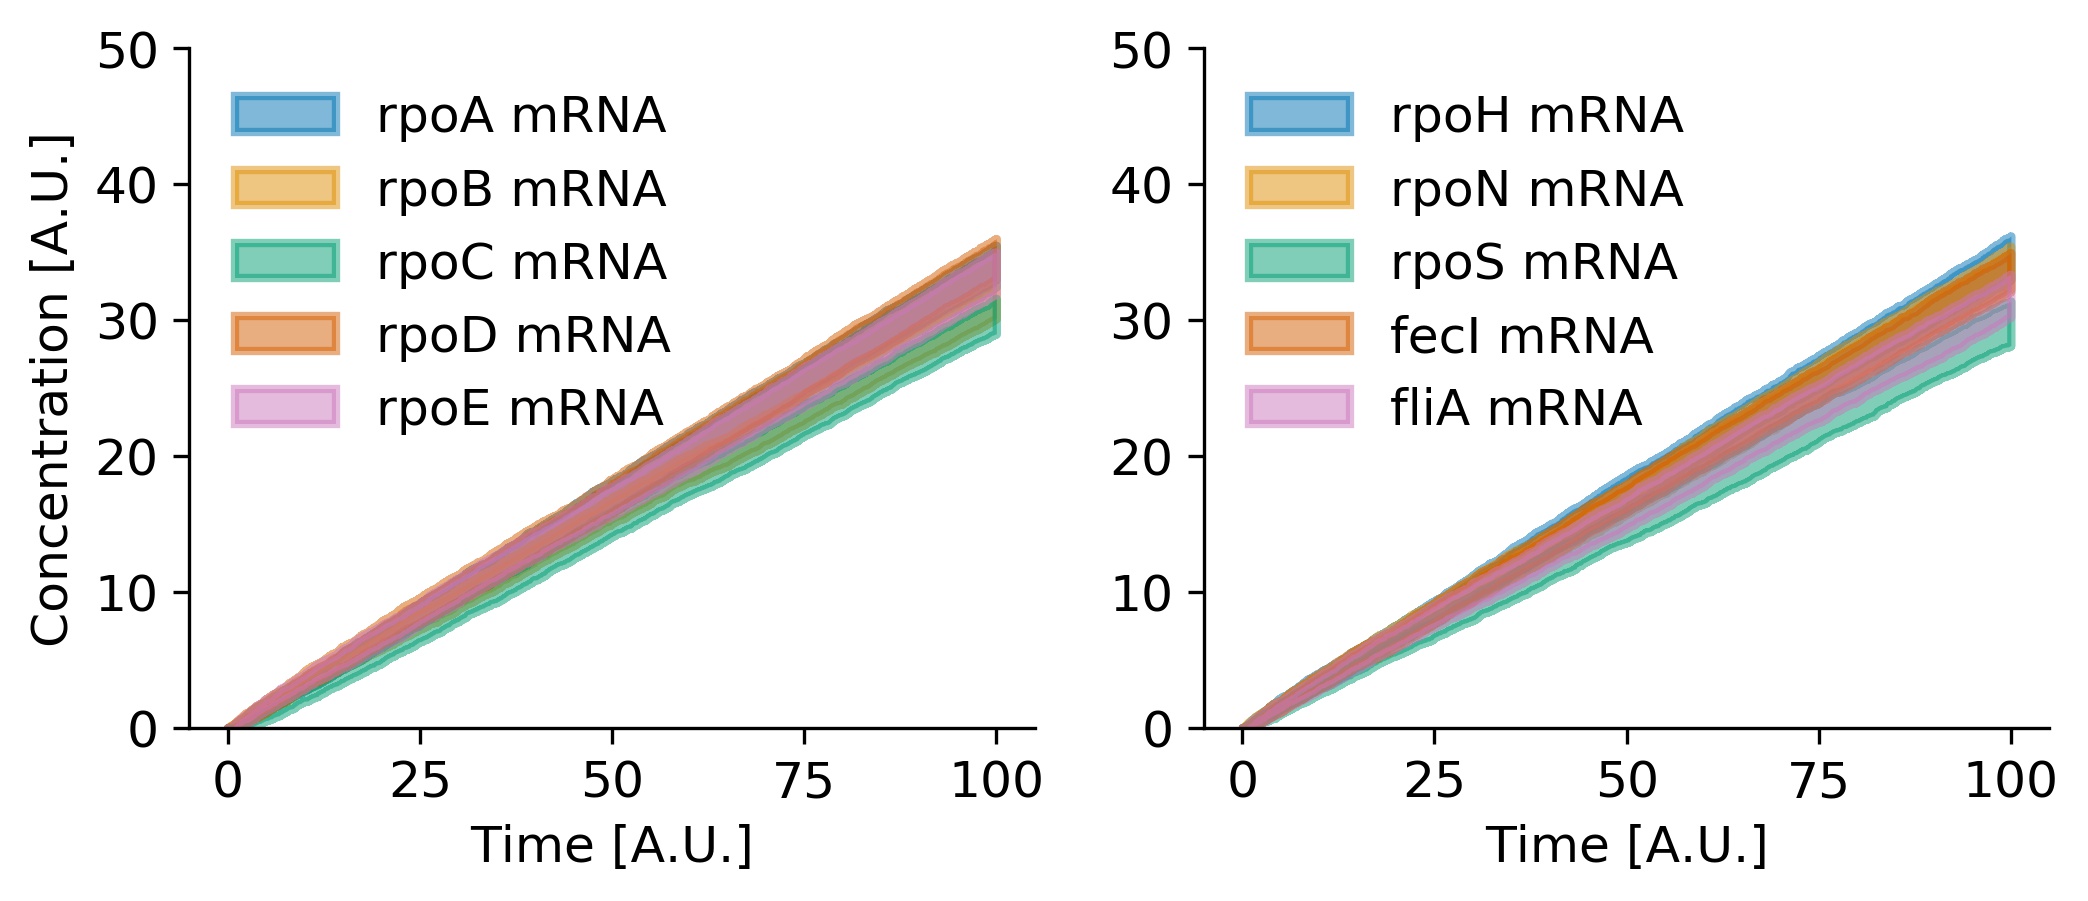 Concentration [A.U.]
50
40
30
20
10
0
rpoA mRNA
rpoB mRNA
rpoC mRNA
rpoD mRNA
rpoE mRNA
0 25 50 75 100
Time [A.U.]
50
40
30
20
10
0
rpoH mRNA
rpoN mRNA
rpoS mRNA
fecI mRNA
fliA mRNA
0 25 50 75 100
Time [A.U.]